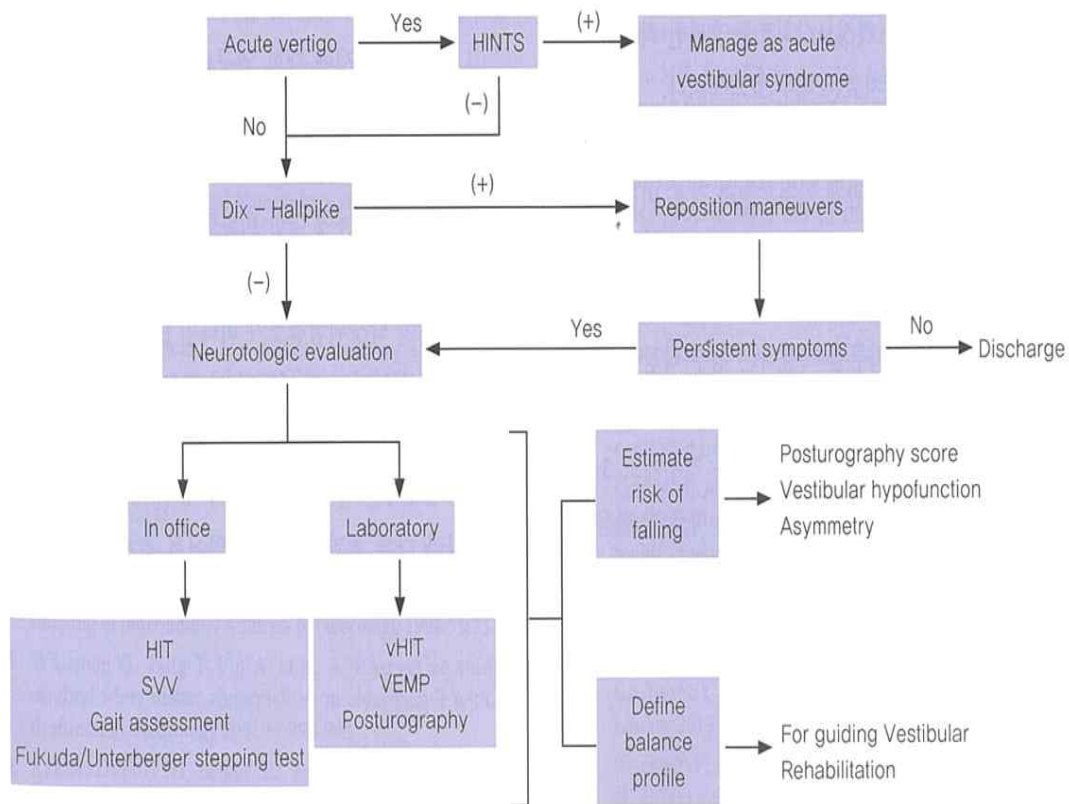 Acute vertigo
Yes
HINTS
(+)
Manage as acute
vestibular syndrome
(−)
No
Dix − Hallpike
(+)
Reposition maneuvers
(−)
Neurotologic evaluation
Yes
Persistent symptoms
No
Discharge
In office
Laboratory
HIT
SVV
Gait assessment
Fukuda/Unterberger stepping test
vHIT
VEMP
Posturography
Estimate
risk of
falling
Posturography score
Vestibular hypofunction
Asymmetry
Define
balance
profile
For guiding Vestibular
Rehabilitation